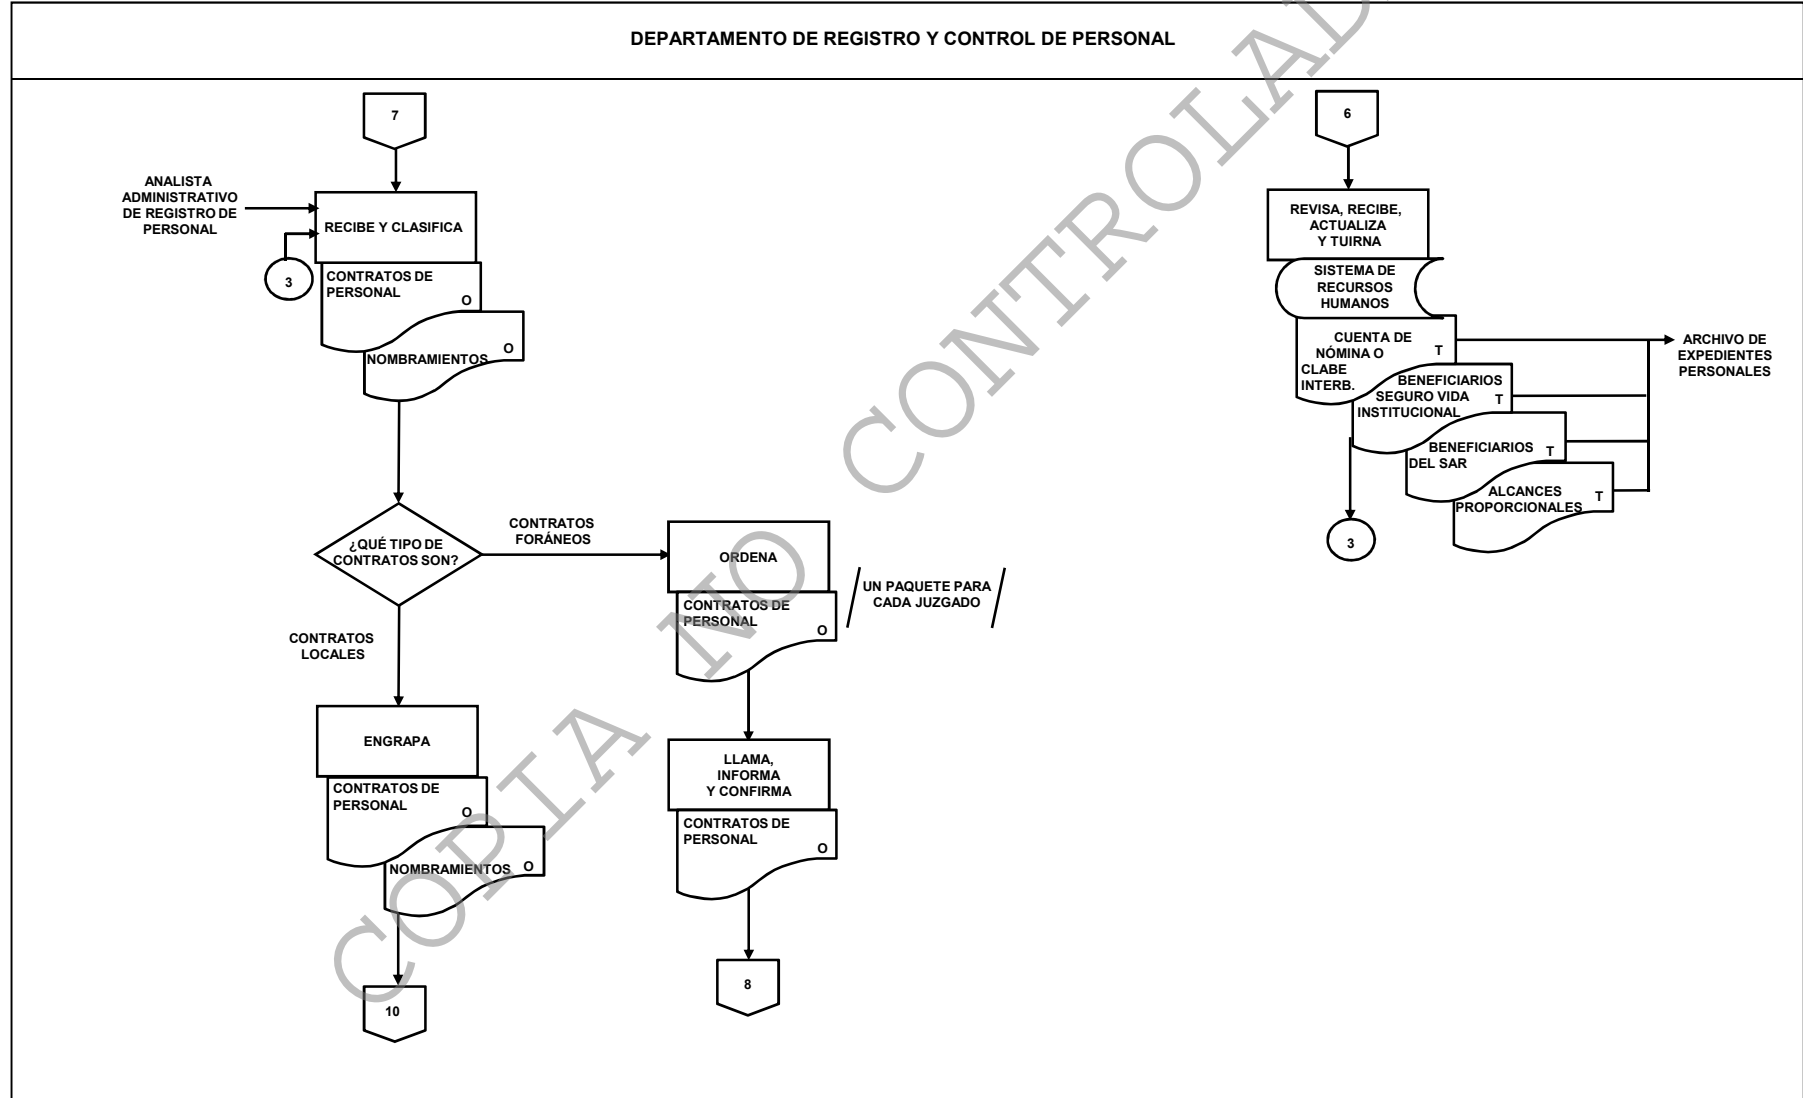 DEPARTAMENTO DE REGISTRO Y CONTROL DE PERSONAL
7
ANALISTA
ADMINISTRATIVO
DE REGISTRO DE
PERSONAL
RECIBE Y CLASIFICA
3
CONTRATOS DE
PERSONAL
O
NOMBRAMIENTOS
O
¿QUÉ TIPO DE
CONTRATOS SON?
CONTRATOS
FORÁNEOS
CONTRATOS
LOCALES
ENGRAPA
CONTRATOS DE
PERSONAL
O
NOMBRAMIENTOS O
10
ORDENA
CONTRATOS DE
PERSONAL
O
UN PAQUETE PARA
CADA JUZGADO
LLAMA,
INFORMA
Y CONFIRMA
CONTRATOS DE
PERSONAL
O
8
6
REVISA, RECIBE,
ACTUALIZA
Y TUIRNA
SISTEMA DE
RECURSOS
HUMANOS
CUENTA DE
NÓMINA O
CLABE
INTERB.
T
BENEFICIARIOS
SEGURO VIDA
INSTITUCIONAL
T
BENEFICIARIOS
DEL SAR
T
ALCANCES
PROPORCIONALES
T
ARCHIVO DE
EXPEDIENTES
PERSONALES
3
COPIA NO CONTROLAD